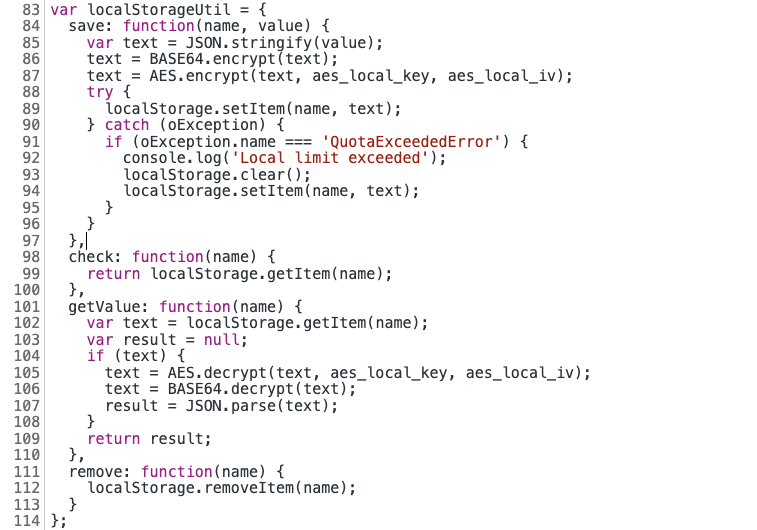 83 var localStorageUtil = {
84   save: function(name, value) {
85     var text = JSON.stringify(value);
86     text = BASE64.encrypt(text);
87     text = AES.encrypt(text, aes_local_key, aes_local_iv);
88     try {
89       localStorage.setItem(name, text);
90     } catch (oException) {
91       if (oException.name === 'QuotaExceededError') {
92         console.log('Local limit exceeded');
93         localStorage.clear();
94         localStorage.setItem(name, text);
95       }
96     }
97   },
98   check: function(name) {
99     return localStorage.getItem(name);
100   },
101   getValue: function(name) {
102     var text = localStorage.getItem(name);
103     var result = null;
104     if (text) {
105       text = AES.decrypt(text, aes_local_key, aes_local_iv);
106       text = BASE64.decrypt(text);
107       result = JSON.parse(text);
108     }
109     return result;
110   },
111   remove: function(name) {
112     localStorage.removeItem(name);
113   }
114 };